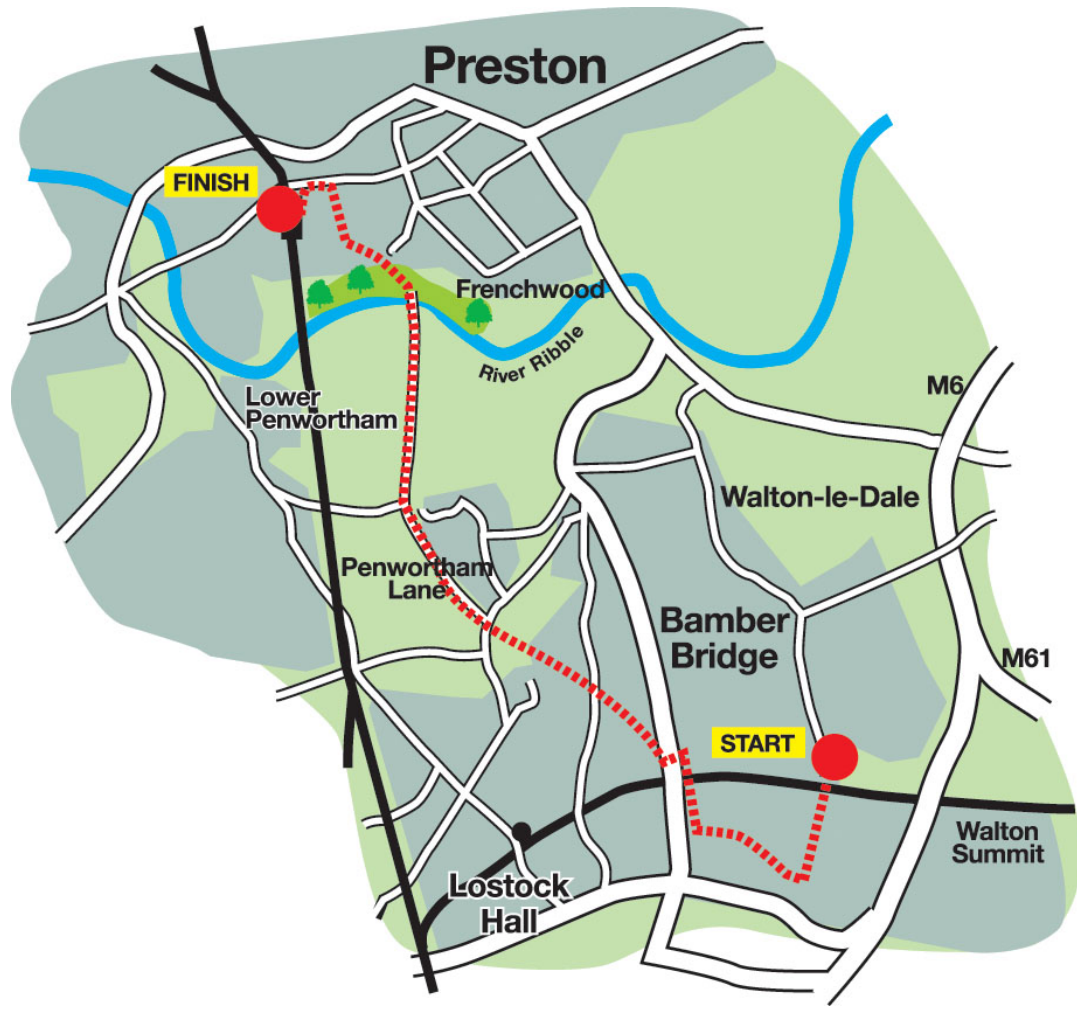 Preston
FINISH
Frenchwood
River Ribble
Lower
Penwortham
M6
Walton-le-Dale
Penwortham
Lane
Bamber
Bridge
M61
START
Walton
Summit
Lostock
Hall